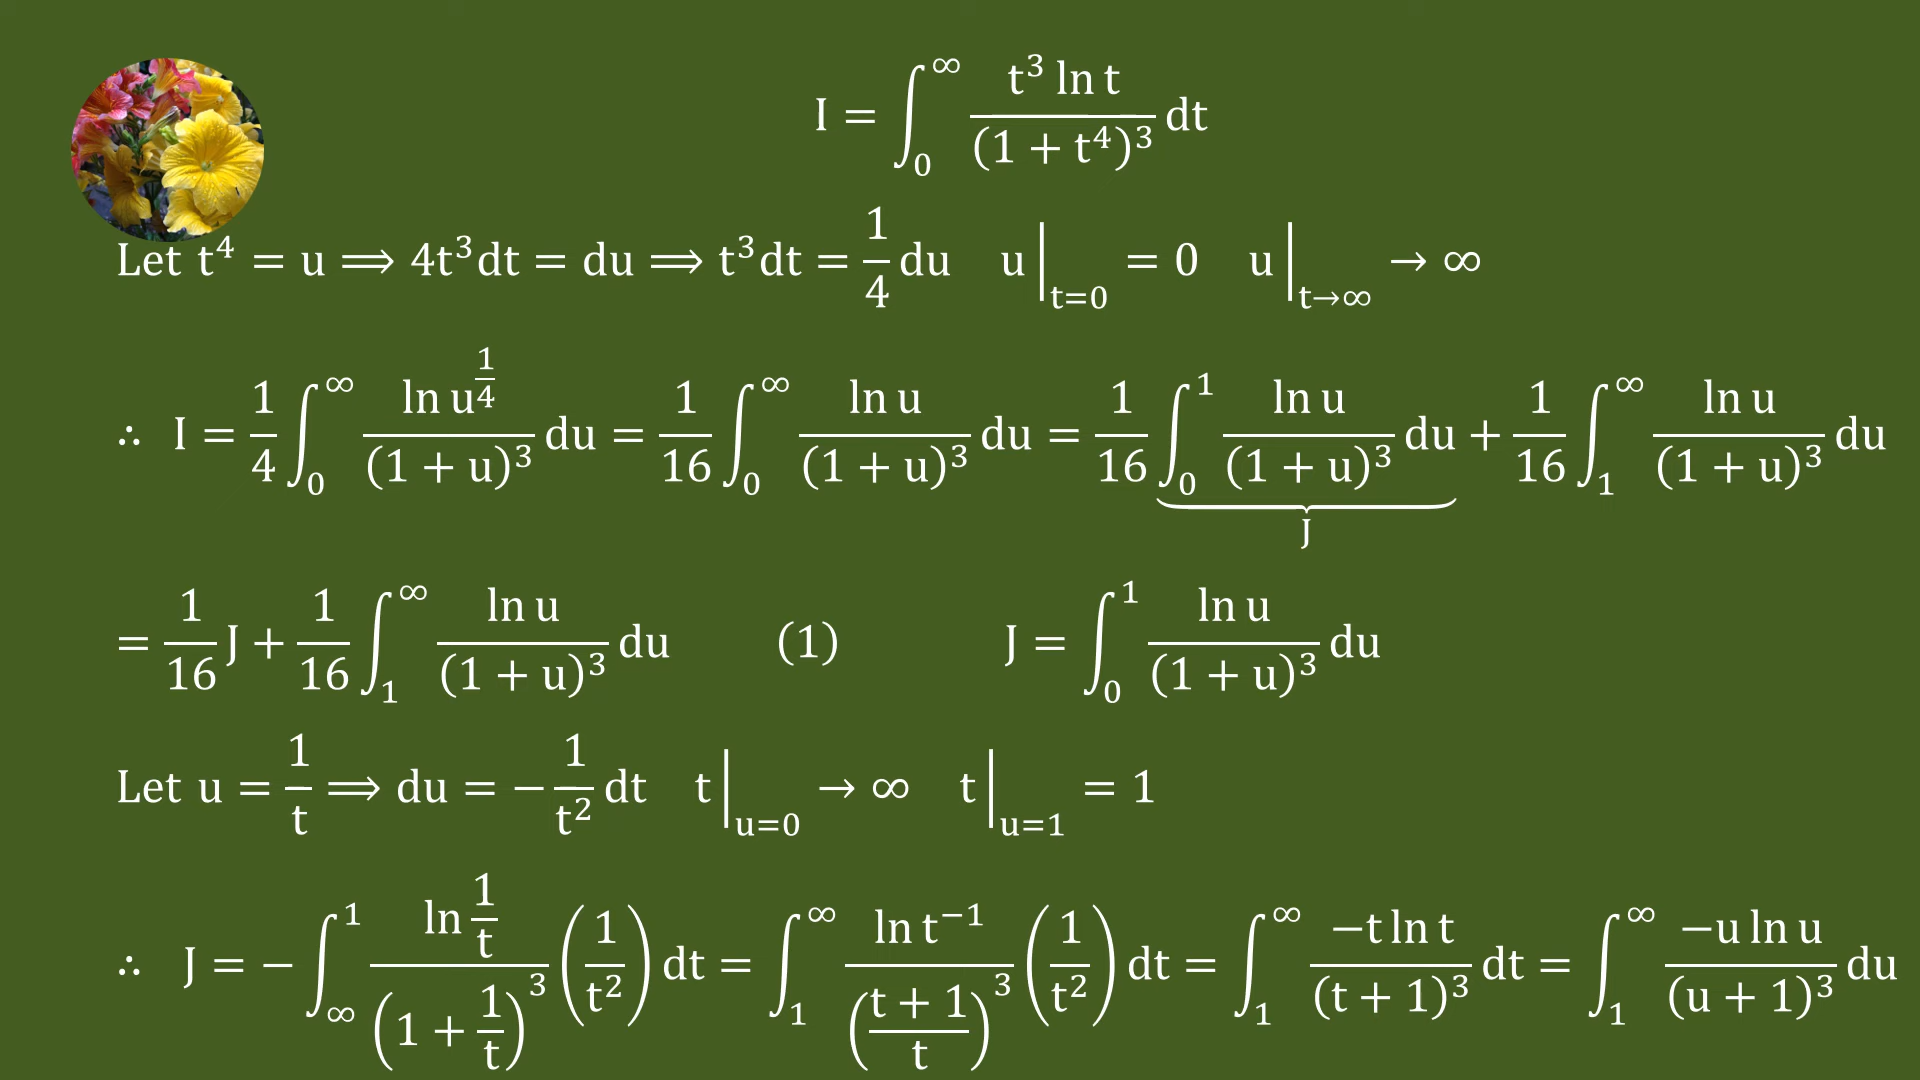 I = ∫₀^∞ (t³ ln t)/((1 + t⁴)³) dt
Let t⁴ = u ⟹ 4t³dt = du ⟹ t³dt = 1/4 du   u|ₜ₌₀ = 0   u|ₜ→∞ → ∞
∴ I = 1/4 ∫₀^∞ (ln u^(1/4))/((1 + u)³) du = 1/16 ∫₀^∞ (ln u)/((1 + u)³) du = 1/16 ∫₀¹ (ln u)/((1 + u)³) du + 1/16 ∫₁^∞ (ln u)/((1 + u)³) du
J
= 1/16 J + 1/16 ∫₁^∞ (ln u)/((1 + u)³) du   (1)   J = ∫₀¹ (ln u)/((1 + u)³) du
Let u = 1/t ⟹ du = −1/t² dt   t|ᵤ₌₀ → ∞   t|ᵤ₌₁ = 1
∴ J = −∫_∞^1 (ln 1/t)/((1 + 1/t)³) (1/t²) dt = ∫₁^∞ (ln t⁻¹)/(((t + 1)/t)³) (1/t²) dt = ∫₁^∞ (−t ln t)/((t + 1)³) dt = ∫₁^∞ (−u ln u)/((u + 1)³) du